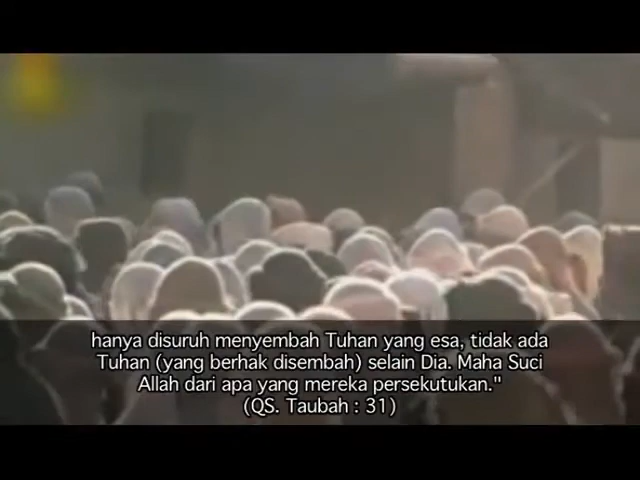 hanya disuruh menyembah Tuhan yang esa, tidak ada
Tuhan (yang berhak disembah) selain Dia. Maha Suci
Allah dari apa yang mereka persekutukan."
(QS. Taubah : 31)